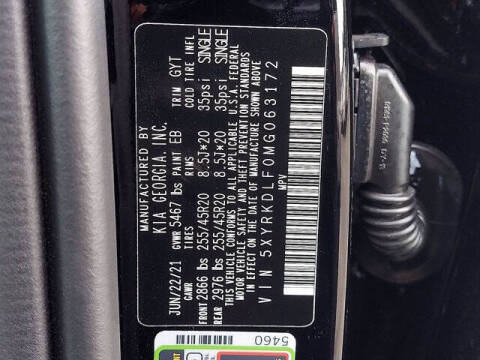 MANUFACTURED BY
KIA GEORGIA, INC.
JUN/22/21 GVWR 5467 lbs PAINT EB TRIM GYT
GAWR TIRES COLD TIRE INFL
FRONT 2866 lbs 255/45R20 8.5J*20 35psi SINGLE
REAR 2976 lbs 255/45R20 8.5J*20 35psi SINGLE
THIS VEHICLE CONFORMS TO ALL APPLICABLE U.S.A. FEDERAL
MOTOR VEHICLE SAFETY AND THEFT PREVENTION STANDARDS
IN EFFECT ON THE DATE OF MANUFACTURE SHOWN ABOVE
VIN 5XYRKDLF0MG063172
MPV
5460